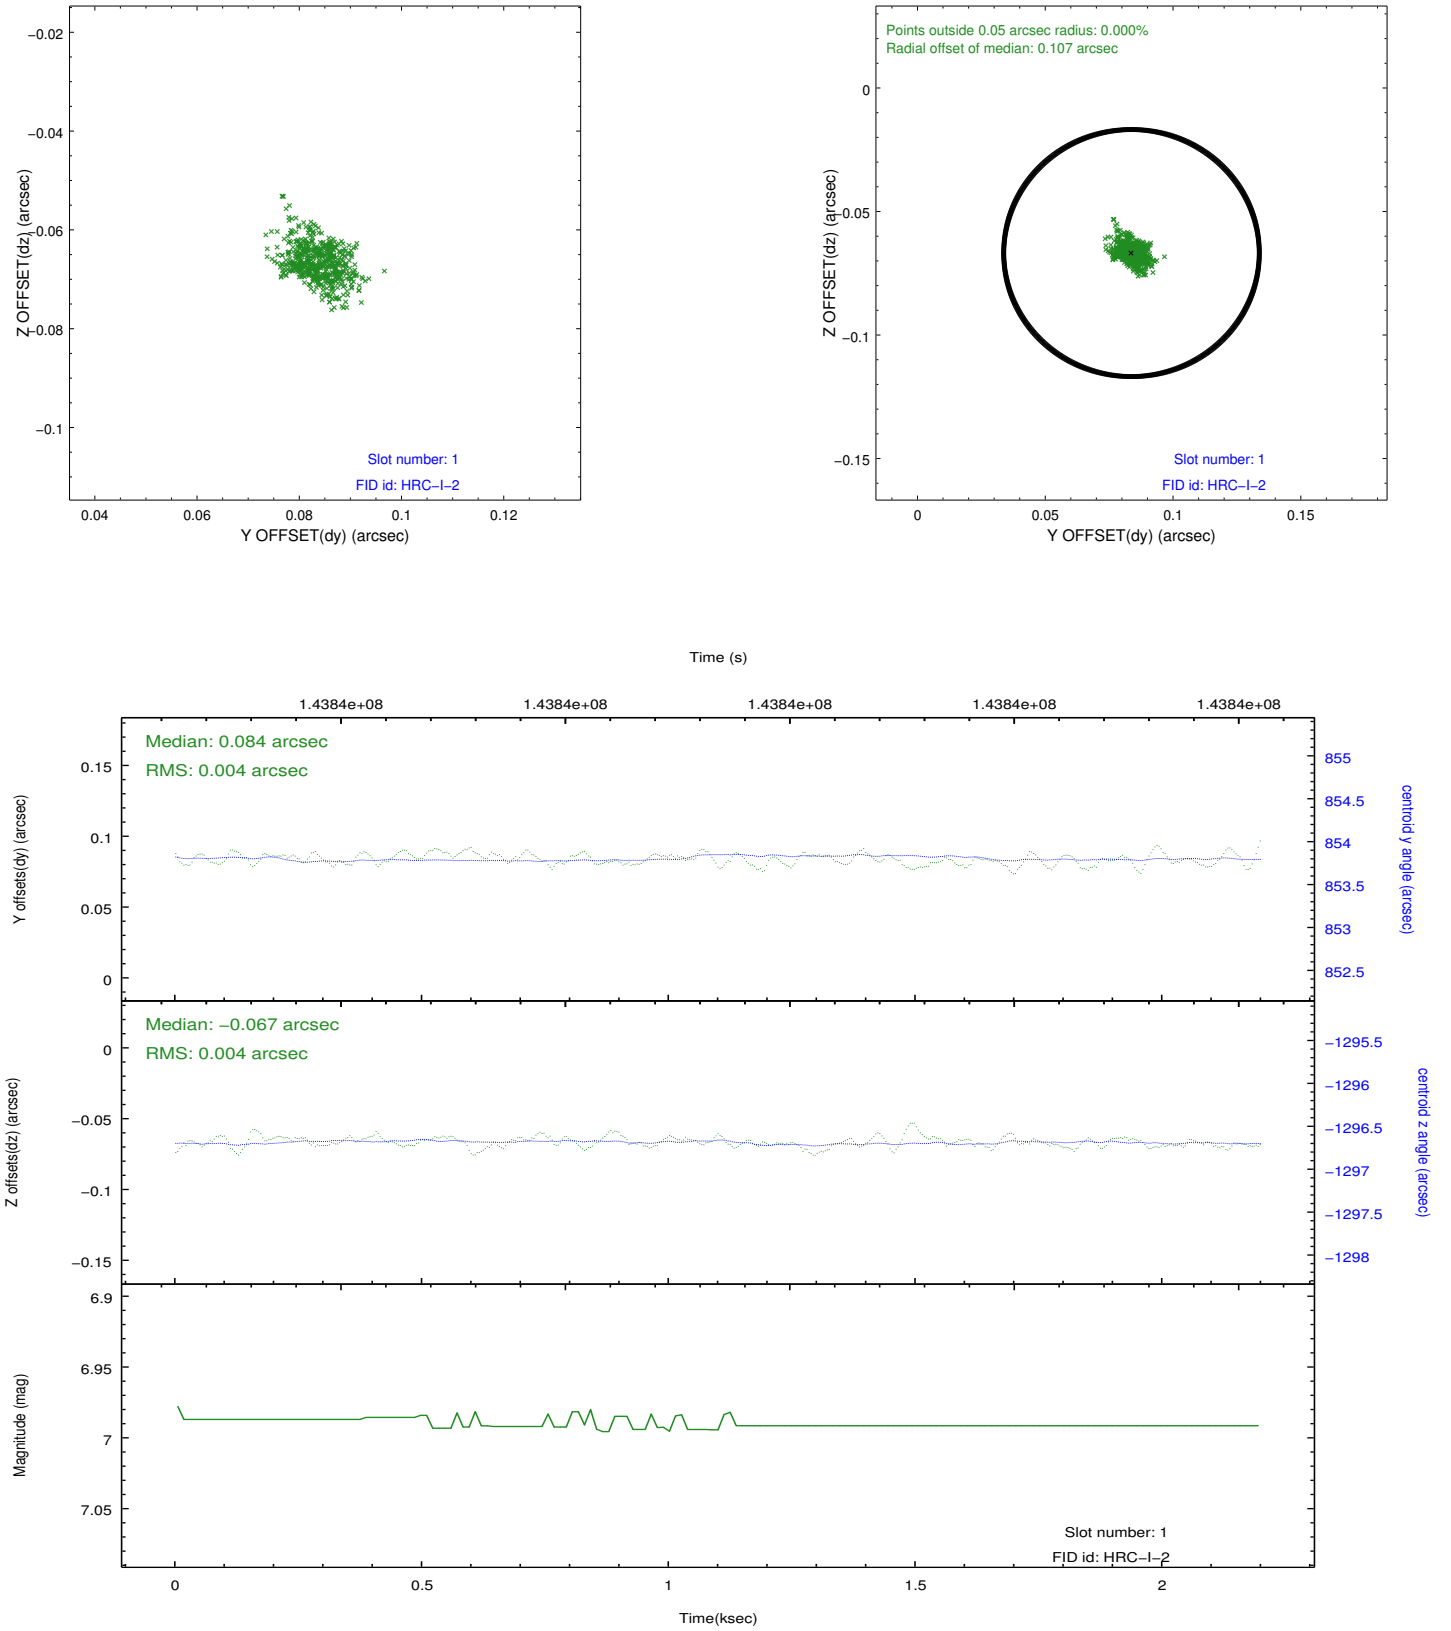 −0.02
−0.04
−0.06
−0.08
−0.1
Z OFFSET(dz) (arcsec)
Slot number: 1
FID id: HRC−I−2
0.04
0.06
0.08
0.1
0.12
Y OFFSET(dy) (arcsec)
Points outside 0.05 arcsec radius: 0.000%
Radial offset of median: 0.107 arcsec
0
−0.05
−0.1
−0.15
Z OFFSET(dz) (arcsec)
Slot number: 1
FID id: HRC−I−2
0
0.05
0.1
0.15
Y OFFSET(dy) (arcsec)
Time (s)
1.4384e+08
1.4384e+08
1.4384e+08
1.4384e+08
1.4384e+08
Median: 0.084 arcsec
RMS: 0.004 arcsec
0.15
0.1
0.05
0
Y offsets(dy) (arcsec)
855
854.5
854
853.5
853
852.5
centroid y angle (arcsec)
Median: −0.067 arcsec
RMS: 0.004 arcsec
0
−0.05
−0.1
−0.15
Z offsets(dz) (arcsec)
−1295.5
−1296
−1296.5
−1297
−1297.5
−1298
centroid z angle (arcsec)
6.9
6.95
7
7.05
Magnitude (mag)
Slot number: 1
FID id: HRC−I−2
0
0.5
1
1.5
2
Time(ksec)